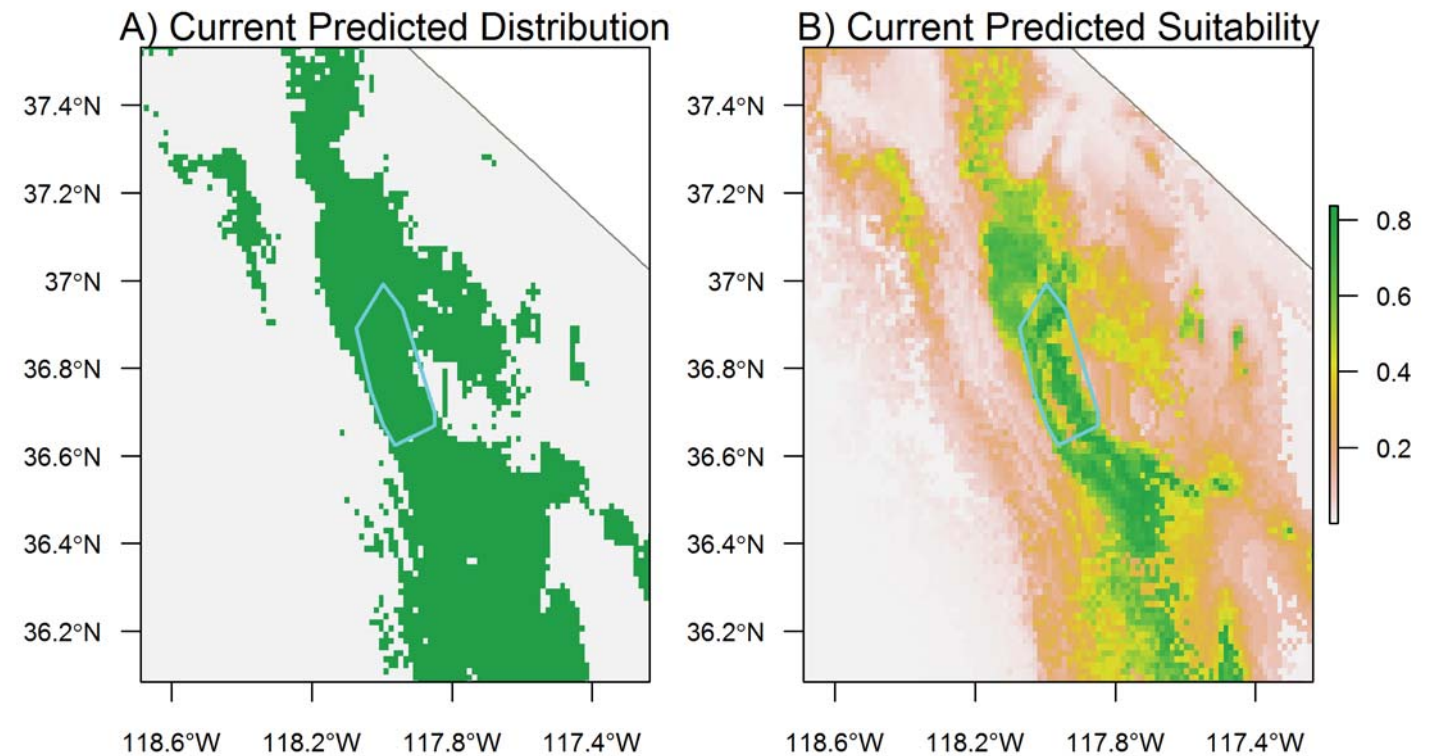 A) Current Predicted Distribution
B) Current Predicted Suitability
37.4°N
37.2°N
37°N
36.8°N
36.6°N
36.4°N
36.2°N
118.6°W
118.2°W
117.8°W
117.4°W
37.4°N
37.2°N
37°N
36.8°N
36.6°N
36.4°N
36.2°N
118.6°W
118.2°W
117.8°W
117.4°W
0.8
0.6
0.4
0.2